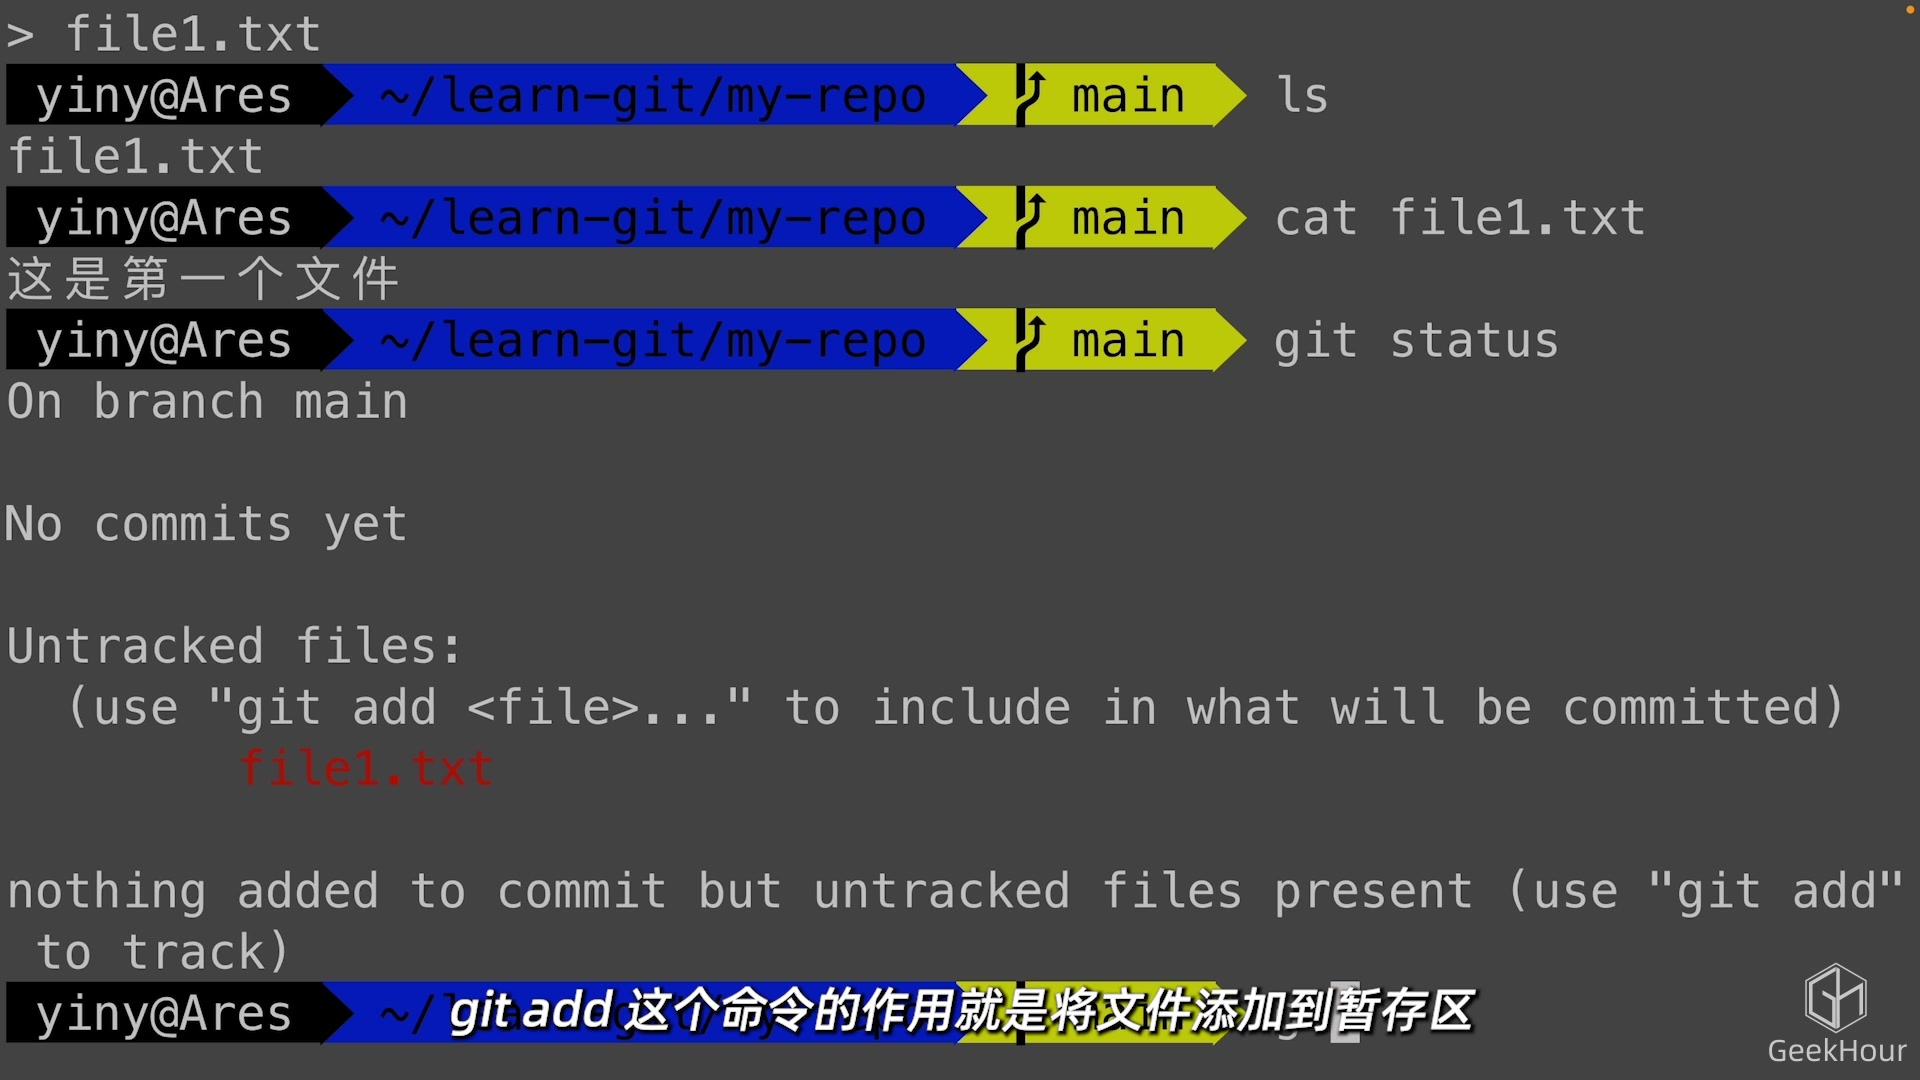 > file1.txt
yiny@Ares ~/learn-git/my-repo main ls
file1.txt
yiny@Ares ~/learn-git/my-repo main cat file1.txt
这是第一个文件
yiny@Ares ~/learn-git/my-repo main git status
On branch main
No commits yet
Untracked files:
(use "git add <file>..." to include in what will be committed)
file1.txt
nothing added to commit but untracked files present (use "git add"
to track)
yiny@Ares ~/
git add 这个命令的作用就是将文件添加到暂存区
GeekHour